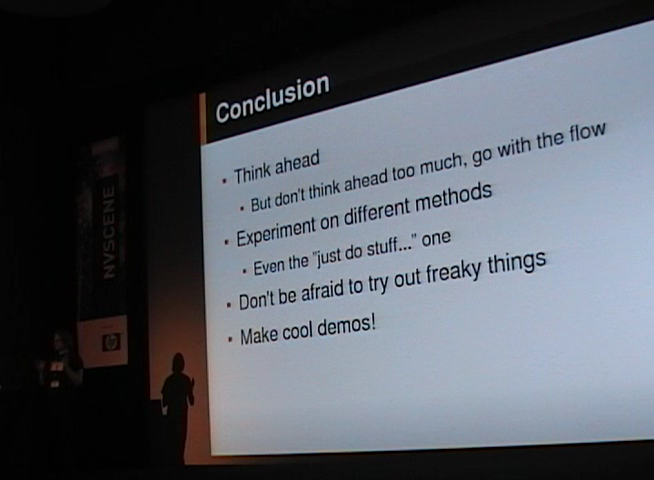 Conclusion
Think ahead
But don't think ahead too much, go with the flow
Experiment on different methods
Even the "just do stuff..." one
Don't be afraid to try out freaky things
Make cool demos!
NVSCENE
hp